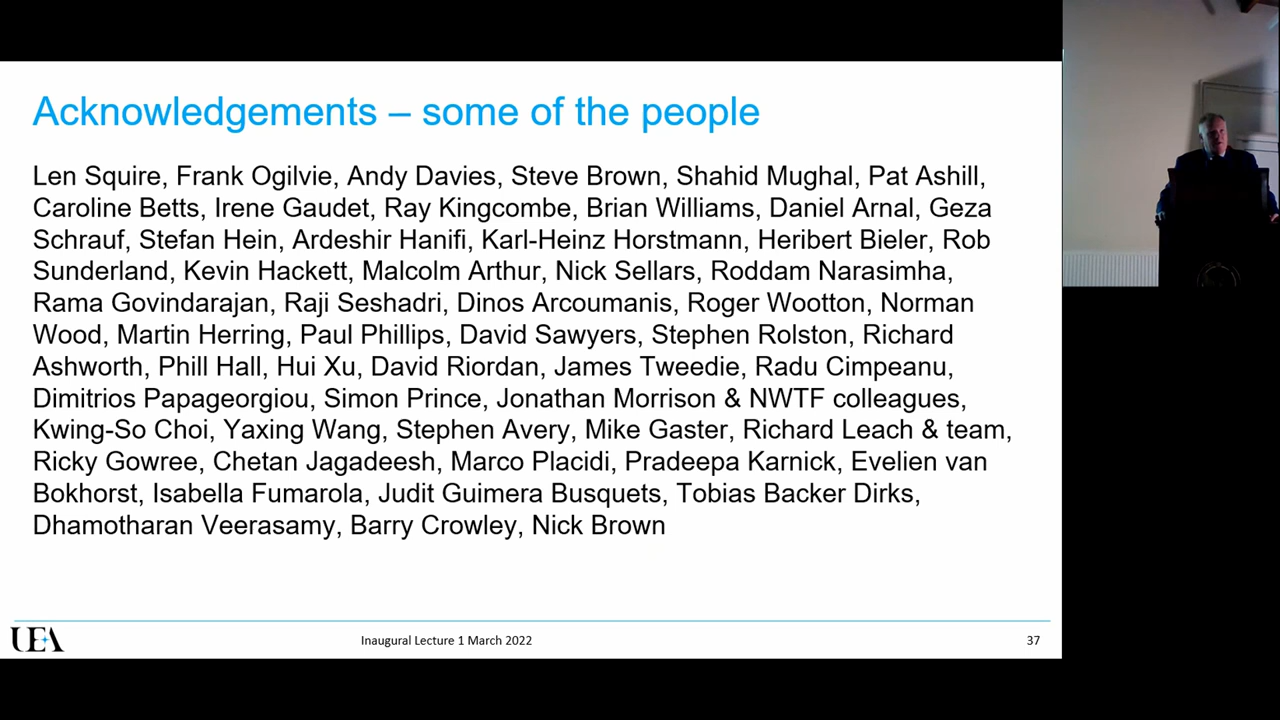 Acknowledgements – some of the people
Len Squire, Frank Ogilvie, Andy Davies, Steve Brown, Shahid Mughal, Pat Ashill,
Caroline Betts, Irene Gaudet, Ray Kingcombe, Brian Williams, Daniel Arnal, Geza
Schrauf, Stefan Hein, Ardeshir Hanifi, Karl-Heinz Horstmann, Heribert Bieler, Rob
Sunderland, Kevin Hackett, Malcolm Arthur, Nick Sellars, Roddam Narasimha,
Rama Govindarajan, Raji Seshadri, Dinos Arcoumanis, Roger Wootton, Norman
Wood, Martin Herring, Paul Phillips, David Sawyers, Stephen Rolston, Richard
Ashworth, Phill Hall, Hui Xu, David Riordan, James Tweedie, Radu Cimpeanu,
Dimitrios Papageorgiou, Simon Prince, Jonathan Morrison & NWTF colleagues,
Kwing-So Choi, Yaxing Wang, Stephen Avery, Mike Gaster, Richard Leach & team,
Ricky Gowree, Chetan Jagadeesh, Marco Placidi, Pradeepa Karnick, Evelien van
Bokhorst, Isabella Fumarola, Judit Guimera Busquets, Tobias Backer Dirks,
Dhamotharan Veerasamy, Barry Crowley, Nick Brown
UEA
Inaugural Lecture 1 March 2022
37